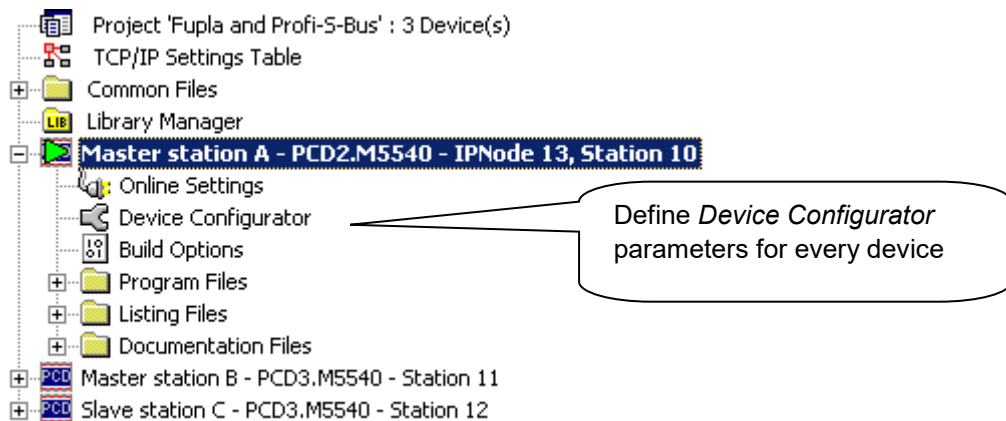 Project 'Fupla and Profi-S-Bus' : 3 Device(s)
TCP/IP Settings Table
Common Files
LIB Library Manager
Master station A - PCD2.M5540 - IPNode 13, Station 10
Online Settings
Device Configurator
Define Device Configurator
parameters for every device
Build Options
Program Files
Listing Files
Documentation Files
PCD Master station B - PCD3.M5540 - Station 11
PCD Slave station C - PCD3.M5540 - Station 12